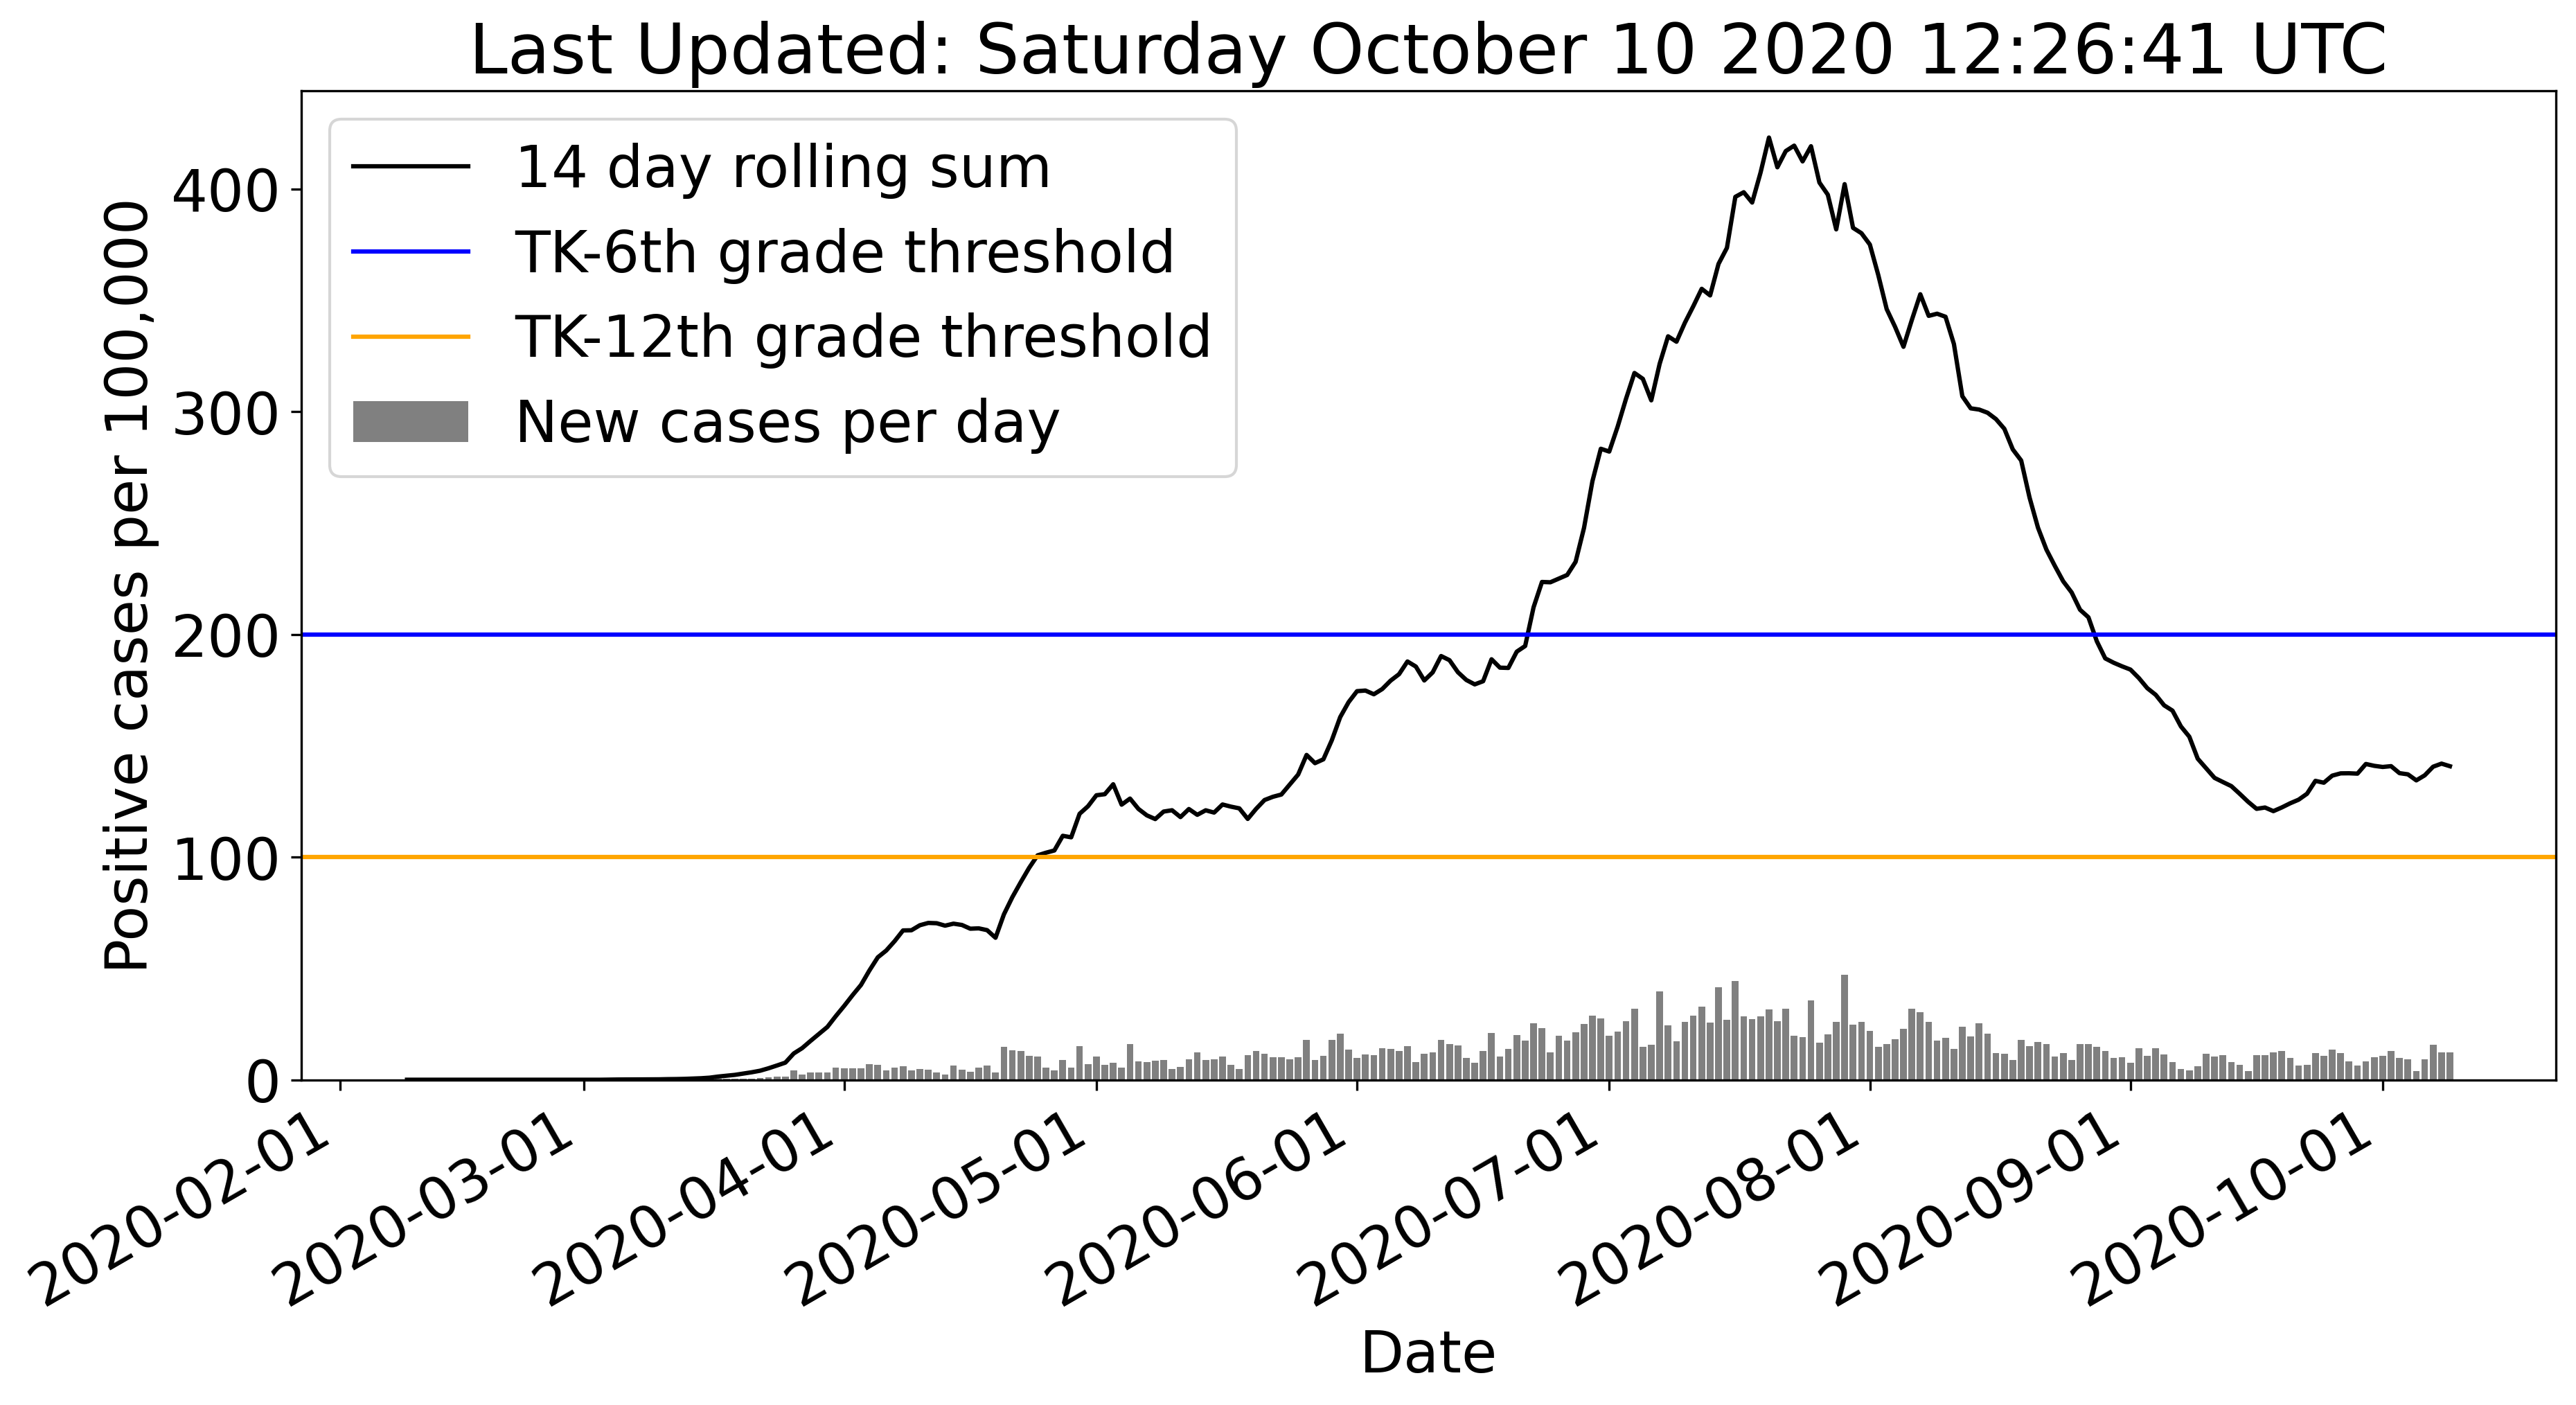 Last Updated: Saturday October 10 2020 12:26:41 UTC
14 day rolling sum
TK-6th grade threshold
TK-12th grade threshold
New cases per day
Positive cases per 100,000
400
300
200
100
0
2020-02-01
2020-03-01
2020-04-01
2020-05-01
2020-06-01
2020-07-01
2020-08-01
2020-09-01
2020-10-01
Date